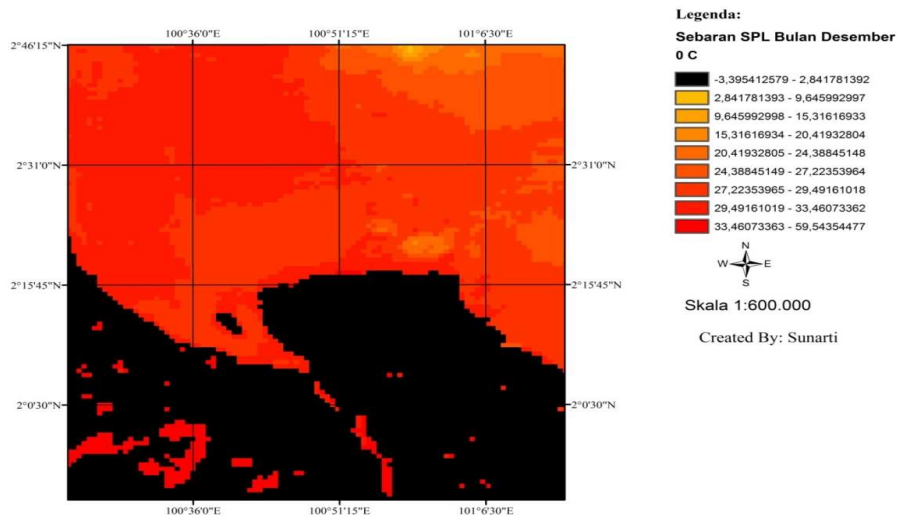 Legenda:
Sebaran SPL Bulan Desember
0 C
-3,395412579 - 2,841781392
2,841781393 - 9,645992997
9,645992998 - 15,31616933
15,31616934 - 20,41932804
20,41932805 - 24,38845148
24,38845149 - 27,22353964
27,22353965 - 29,49161018
29,49161019 - 33,46073362
33,46073363 - 59,54354477
N
W E
S
Skala 1:600.000
Created By: Sunarti
100°36'0"E 100°51'15"E 101°6'30"E
2°46'15"N 2°46'15"N
2°31'0"N 2°31'0"N
2°15'45"N 2°15'45"N
2°0'30"N 2°0'30"N
100°36'0"E 100°51'15"E 101°6'30"E